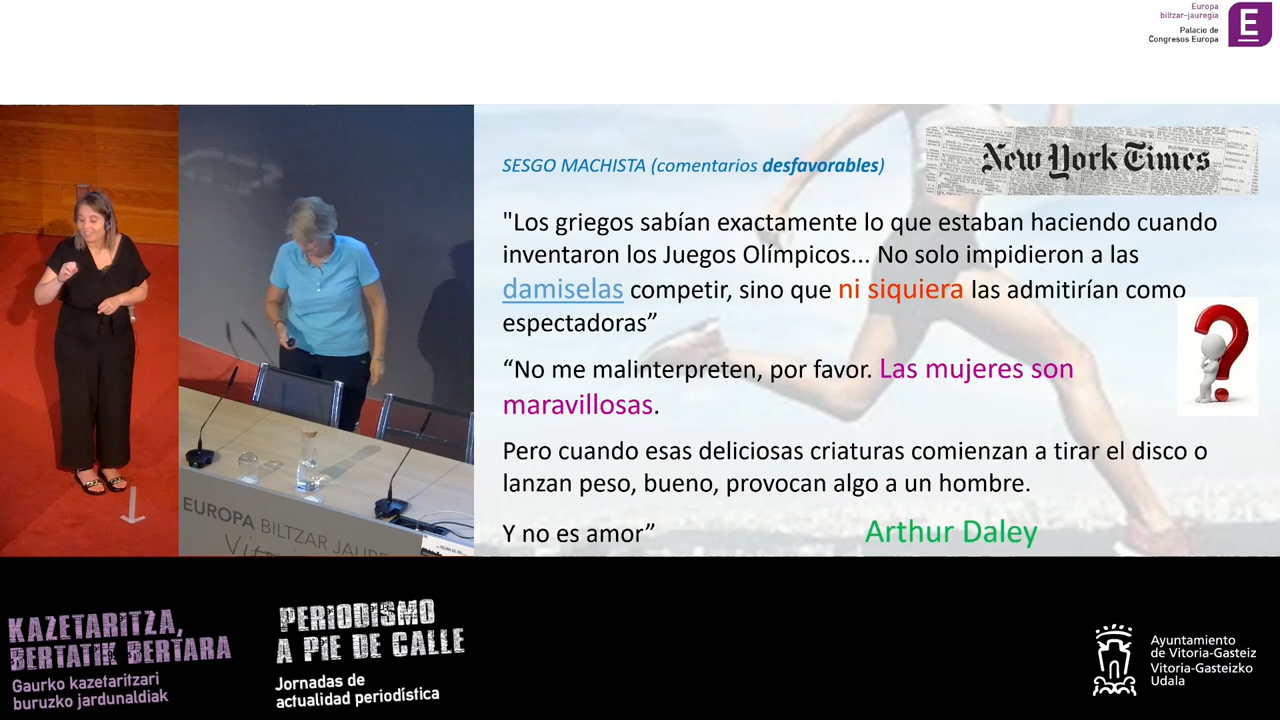 Europa
biltzar-jauregia
Palacio de
Congresos Europa
E
SESGO MACHISTA (comentarios desfavorables)
New York Times
"Los griegos sabían exactamente lo que estaban haciendo cuando
inventaron los Juegos Olímpicos... No solo impidieron a las
damiselas competir, sino que ni siquiera las admitirían como
espectadoras”
“No me malinterpreten, por favor. Las mujeres son
maravillosas.
Pero cuando esas deliciosas criaturas comienzan a tirar el disco o
lanzan peso, bueno, provocan algo a un hombre.
Y no es amor”
Arthur Daley
EUROPA BILTZAR JAURE
KAZETARITZA,
BERTATIK BERTARA
Gaurko kazetaritzari
buruzko jardunaldiak
PERIODISMO
A PIE DE CALLE
Jornadas de
actualidad periodística
Ayuntamiento
de Vitoria-Gasteiz
Vitoria-Gasteizko
Udala